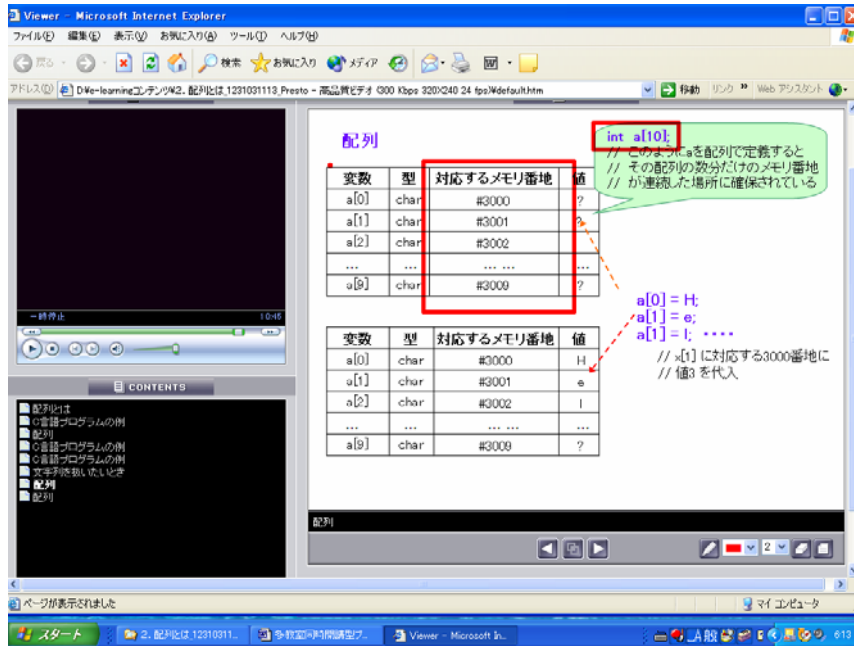 Viewer - Microsoft Internet Explorer
ファイル(F) 編集(E) 表示(V) お気に入り(A) ツール(T) ヘルプ(H)
戻る 検索 お気に入り メディア
アドレス(D) D:¥e-learningコンテンツ¥2. 配列とは_1231031113_Presto - 高品質ビデオ (300 Kbps 320X240 24 fps)¥default.htm 移動 リンク » Web アシスタント
配列
int a[10];
// このようにaを配列で定義すると
// その配列の数分だけのメモリ番地
// が連続した場所に確保されている
変数 型 対応するメモリ番地 値
a[0] char #3000 ?
a[1] char #3001 ?
a[2] char #3002
... ... ... ... ...
a[9] char #3009 ?
a[0] = H;
a[1] = e;
a[1] = l; ・・・・
// x[1] に対応する3000番地に
// 値3 を代入
変数 型 対応するメモリ番地 値
a[0] char #3000 H
a[1] char #3001 e
a[2] char #3002 l
... ... ... ... ...
a[9] char #3009 ?
一時停止 10:45
CONTENTS
配列とは
C言語プログラムの例
配列
C言語プログラムの例
C言語プログラムの例
文字列を扱いたいとき
配列
配列
配列
2
ページが表示されました マイ コンピュータ
スタート 2. 配列とは_12310311... 多教室同時間講型プ... Viewer - Microsoft In... A 般 6:13